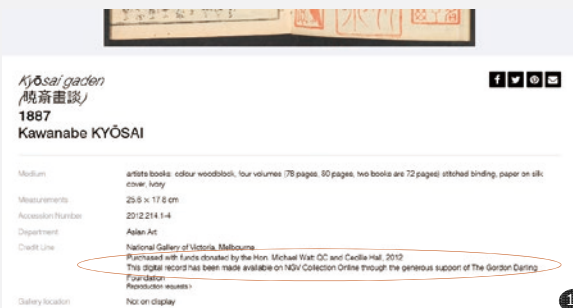 Kyōsai gaden
(暁斎畫談)
1887
Kawanabe KYŌSAI
Medium
artists books: colour woodblock, four volumes (78 pages, 80 pages, two books are 72 pages) stitched binding, paper on silk
cover, ivory
Measurements
25.6 × 17.6 cm
Accession Number
2012.214.1-4
Department
Asian Art
Credit Line
National Gallery of Victoria, Melbourne
Purchased with funds donated by the Hon. Michael Watt QC and Cecilie Hall, 2012
This digital record has been made available on NGV Collection Online through the generous support of The Gordon Darling
Foundation
Reproduction requests >
Gallery location
Not on display
1